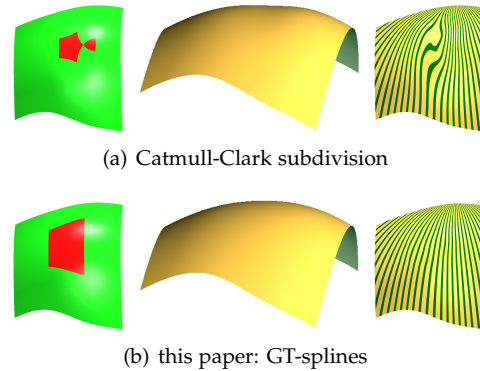 (a) Catmull-Clark subdivision
(b) this paper: GT-splines